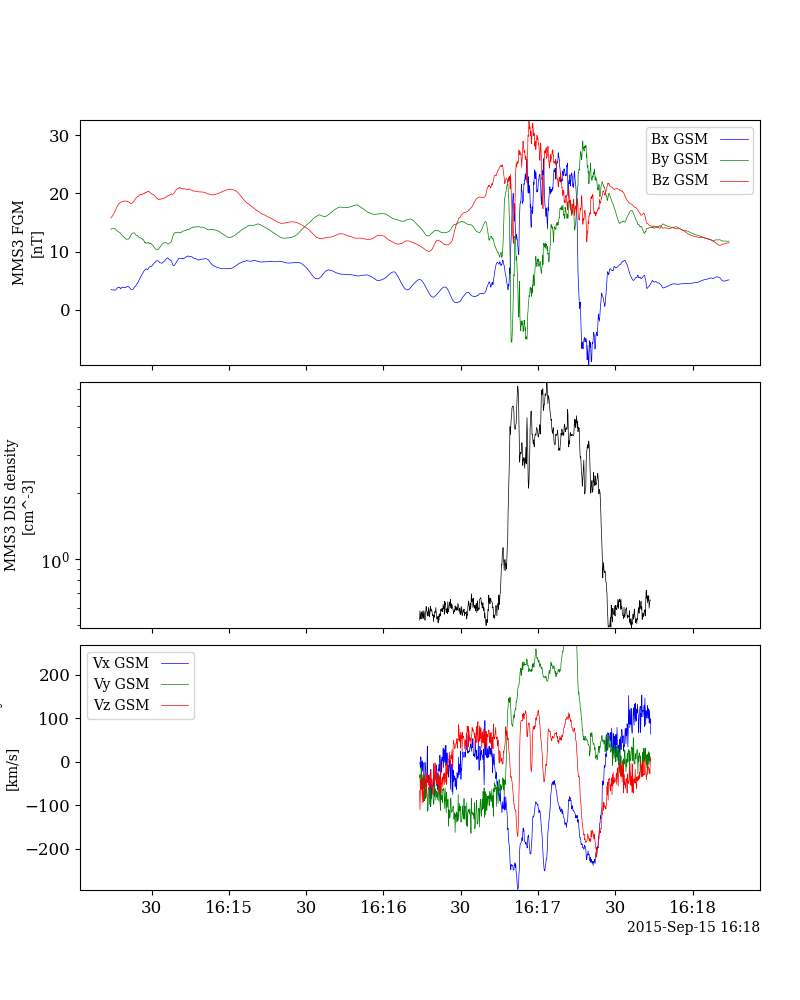 30
20
10
0
MMS3 FGM
[nT]
Bx GSM
By GSM
Bz GSM
10^0
MMS3 DIS density
[cm^-3]
Vx GSM
Vy GSM
Vz GSM
200
100
0
−100
−200
[km/s]
30 16:15 30 16:16 30 16:17 30 16:18
2015-Sep-15 16:18